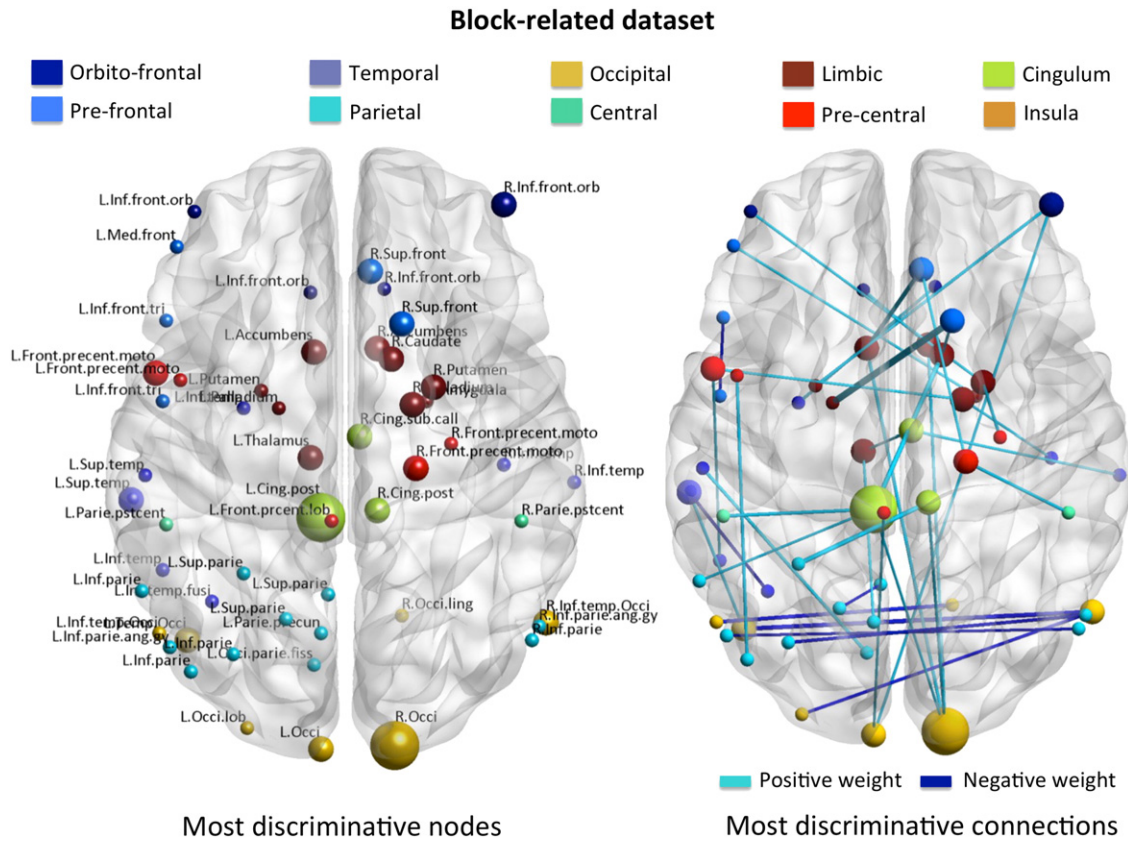 Block-related dataset
Orbito-frontal
Temporal
Occipital
Limbic
Cingulum
Pre-frontal
Parietal
Central
Pre-central
Insula
L.Inf.front.orb
R.Inf.front.orb
L.Med.front
R.Sup.front
L.Inf.front.orb
R.Inf.front.orb
L.Inf.front.tri
R.Sup.front
L.Accumbens
R.Caudate
L.Front.precent.moto
L.Front.precent.moto
R.Putamen
L.Putamen
L.Inf.front.tri
R.Cing.sub.call
L.Thalamus
R.Front.precent.moto
R.Front.precent.moto
L.Sup.temp
R.Inf.temp
L.Sup.temp
L.Cing.post
R.Cing.post
L.Parie.pstcent
L.Front.prcent.lob
R.Parie.pstcent
L.Inf.temp
L.Sup.parie
L.Inf.parie
L.Sup.parie
L.Sup.parie
R.Occi.ling
R.Inf.temp.Occi
L.Parie.precun
R.Inf.parie.ang.gy
L.Inf.parie.ang.gy
L.Inf.parie
R.Inf.parie
L.Inf.parie
L.Occi.lob
L.Occi
R.Occi
Positive weight
Negative weight
Most discriminative nodes
Most discriminative connections